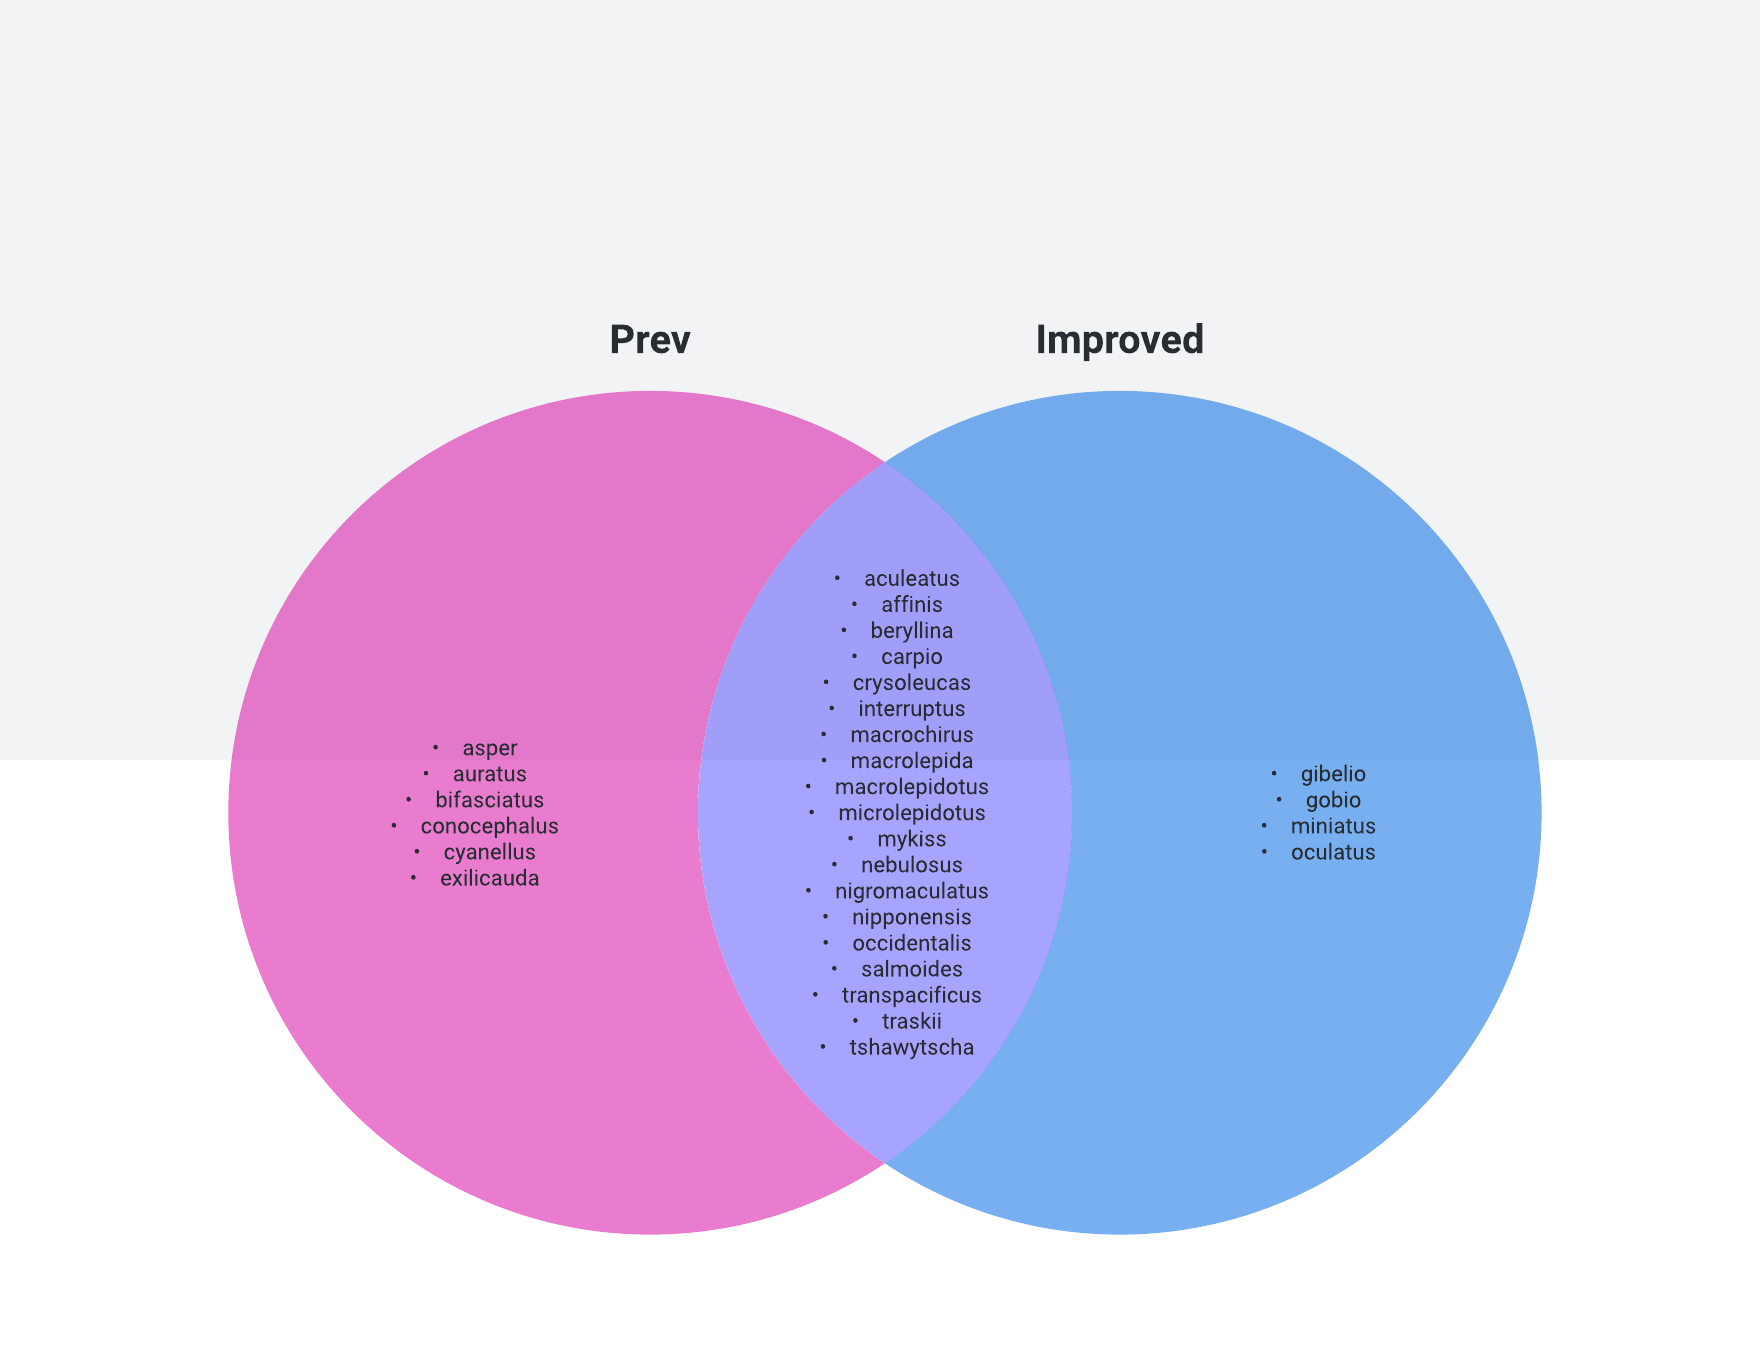 Prev
Improved
• asper
• auratus
• bifasciatus
• conocephalus
• cyanellus
• exilicauda
• aculeatus
• affinis
• beryllina
• carpio
• crysoleucas
• interruptus
• macrochirus
• macrolepida
• macrolepidotus
• microlepidotus
• mykiss
• nebulosus
• nigromaculatus
• nipponensis
• occidentalis
• salmoides
• transpacificus
• traskii
• tshawytscha
• gibelio
• gobio
• miniatus
• oculatus